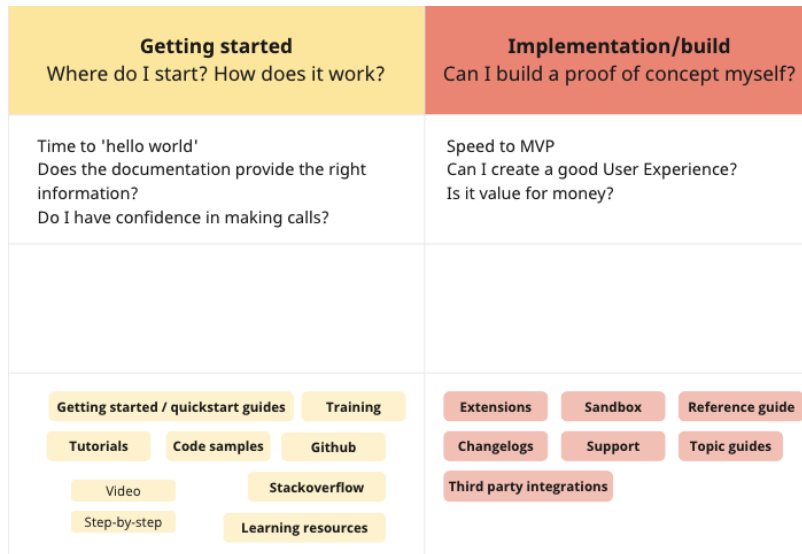 Getting started
Where do I start? How does it work?
Implementation/build
Can I build a proof of concept myself?
Time to 'hello world'
Does the documentation provide the right
information?
Do I have confidence in making calls?
Speed to MVP
Can I create a good User Experience?
Is it value for money?
Getting started / quickstart guides
Training
Tutorials
Code samples
Github
Video
Stackoverflow
Step-by-step
Learning resources
Extensions
Sandbox
Reference guide
Changelogs
Support
Topic guides
Third party integrations